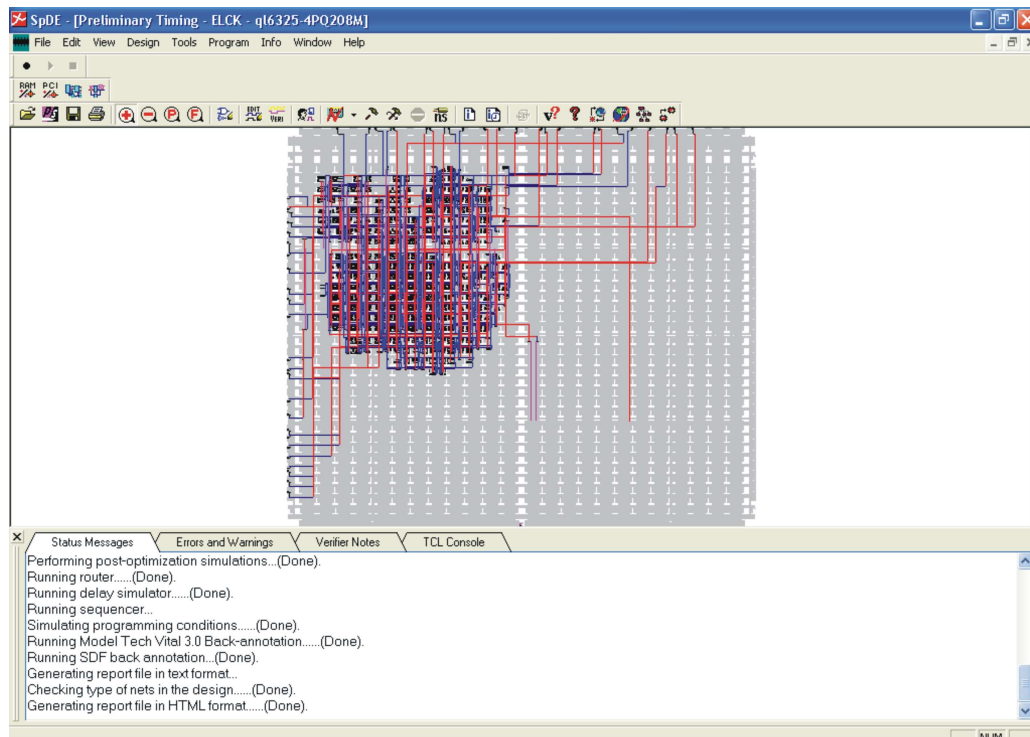 SpDE - [Preliminary Timing - ELCK - ql6325-4PQ208M]
File Edit View Design Tools Program Info Window Help
RAM PCI
EDIT VERI ns
Status Messages Errors and Warnings Verifier Notes TCL Console
Performing post-optimization simulations...(Done).
Running router......(Done).
Running delay simulator......(Done).
Running sequencer...
Simulating programming conditions......(Done).
Running Model Tech Vital 3.0 Back-annotation......(Done).
Running SDF back annotation...(Done).
Generating report file in text format...
Checking type of nets in the design......(Done).
Generating report file in HTML format......(Done).
NUM